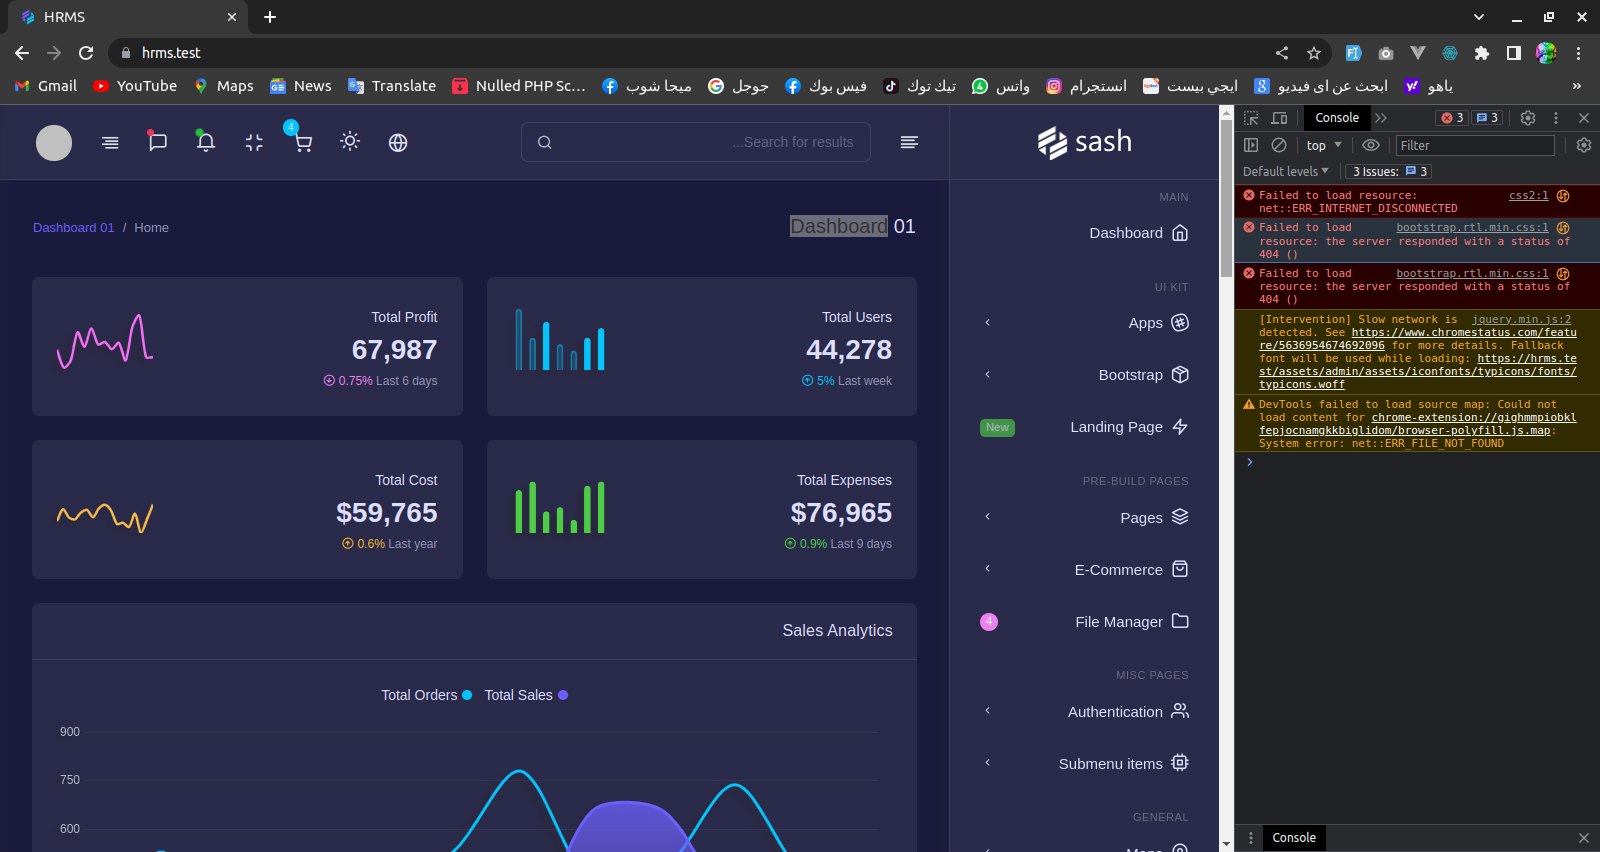 HRMS
hrms.test
Gmail
YouTube
Maps
News
Translate
Nulled PHP Sc...
ميجا شوب
جوجل
فيس بوك
تيك توك
واتس
انستجرام
ايجي بيست
ابحث عن اى فيديو
ياهو
»
4
...Search for results
sash
Dashboard 01 / Home
Dashboard 01
Total Profit
67,987
0.75% Last 6 days
Total Users
44,278
5% Last week
Total Cost
$59,765
0.6% Last year
Total Expenses
$76,965
0.9% Last 9 days
Sales Analytics
Total Orders
Total Sales
900
750
600
MAIN
Dashboard
UI KIT
Apps
Bootstrap
New
Landing Page
PRE-BUILD PAGES
Pages
E-Commerce
4
File Manager
MISC PAGES
Authentication
Submenu items
GENERAL
Maps
Console
3
3
top
Filter
Default levels
3 Issues: 3
Failed to load resource: css2:1
net::ERR_INTERNET_DISCONNECTED
Failed to load bootstrap.rtl.min.css:1
resource: the server responded with a status of
404 ()
Failed to load bootstrap.rtl.min.css:1
resource: the server responded with a status of
404 ()
[Intervention] Slow network is jquery.min.js:2
detected. See https://www.chromestatus.com/featu
re/5636954674692096 for more details. Fallback
font will be used while loading: https://hrms.te
st/assets/admin/assets/iconfonts/typicons/fonts/
typicons.woff
DevTools failed to load source map: Could not
load content for chrome-extension://gighmmpiobkl
fepjocnamgkkbiglidom/browser-polyfill.js.map:
System error: net::ERR_FILE_NOT_FOUND
Console